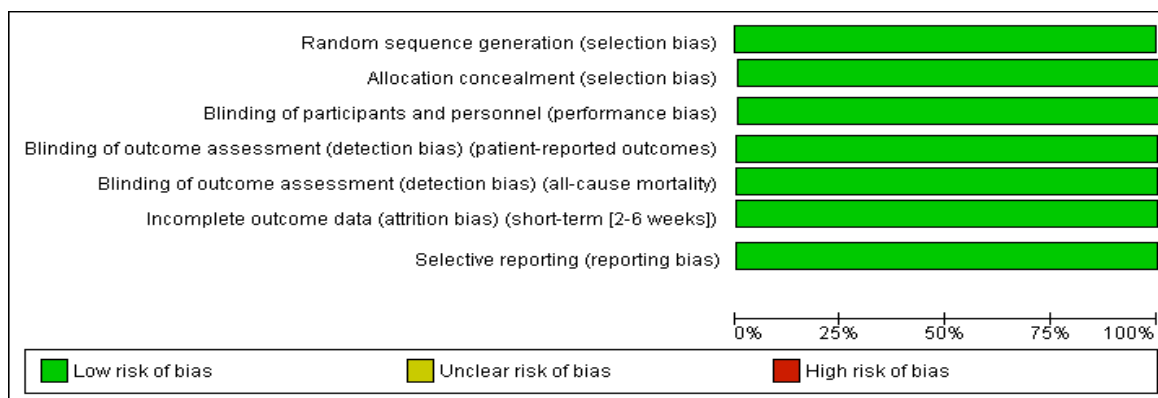 Random sequence generation (selection bias)
Allocation concealment (selection bias)
Blinding of participants and personnel (performance bias)
Blinding of outcome assessment (detection bias) (patient-reported outcomes)
Blinding of outcome assessment (detection bias) (all-cause mortality)
Incomplete outcome data (attrition bias) (short-term [2-6 weeks])
Selective reporting (reporting bias)
0% 25% 50% 75% 100%
Low risk of bias Unclear risk of bias High risk of bias